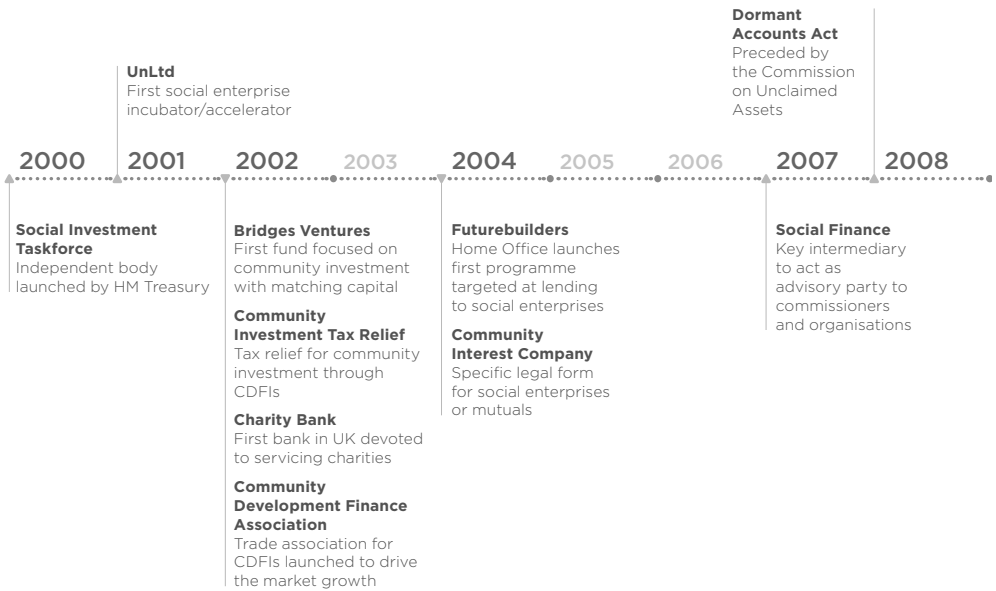 UnLtd
First social enterprise
incubator/accelerator
Dormant
Accounts Act
Preceded by
the Commission
on Unclaimed
Assets
2000
2001
2002
2003
2004
2005
2006
2007
2008
Social Investment
Taskforce
Independent body
launched by HM Treasury
Bridges Ventures
First fund focused on
community investment
with matching capital
Community
Investment Tax Relief
Tax relief for community
investment through
CDFIs
Charity Bank
First bank in UK devoted
to servicing charities
Community
Development Finance
Association
Trade association for
CDFIs launched to drive
the market growth
Futurebuilders
Home Office launches
first programme
targeted at lending
to social enterprises
Community
Interest Company
Specific legal form
for social enterprises
or mutuals
Social Finance
Key intermediary
to act as
advisory party to
commissioners
and organisations